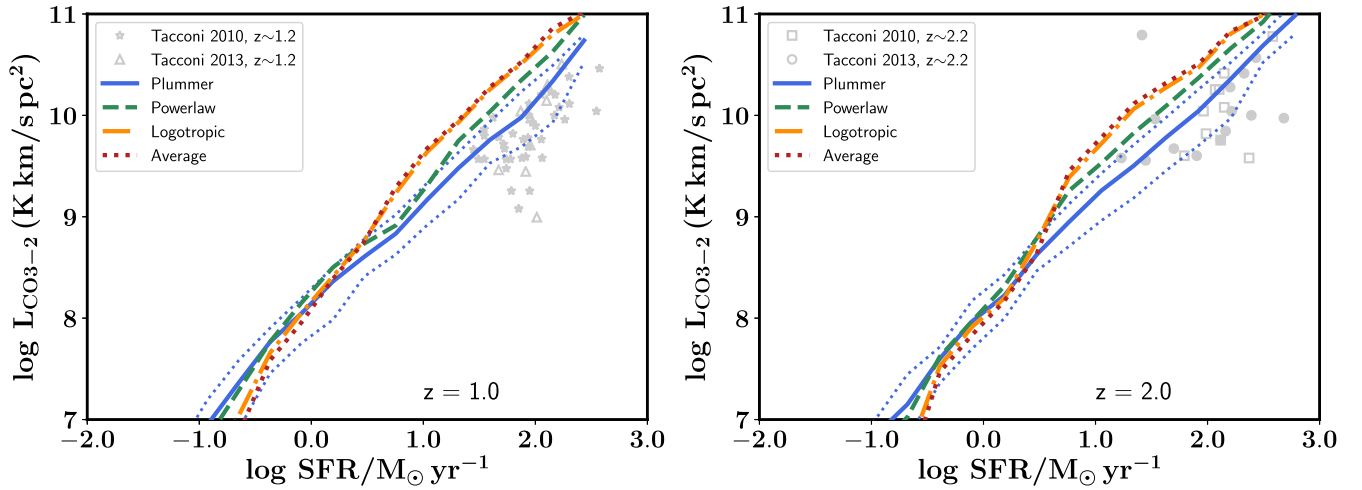 11
10
9
8
7
log L_CO3−2 (K km/s pc²)
Tacconi 2010, z~1.2
Tacconi 2013, z~1.2
Plummer
Powerlaw
Logotropic
Average
z = 1.0
−2.0 −1.0 0.0 1.0 2.0 3.0
log SFR/M☉ yr⁻¹
11
10
9
8
7
log L_CO3−2 (K km/s pc²)
Tacconi 2010, z~2.2
Tacconi 2013, z~2.2
Plummer
Powerlaw
Logotropic
Average
z = 2.0
−2.0 −1.0 0.0 1.0 2.0 3.0
log SFR/M☉ yr⁻¹